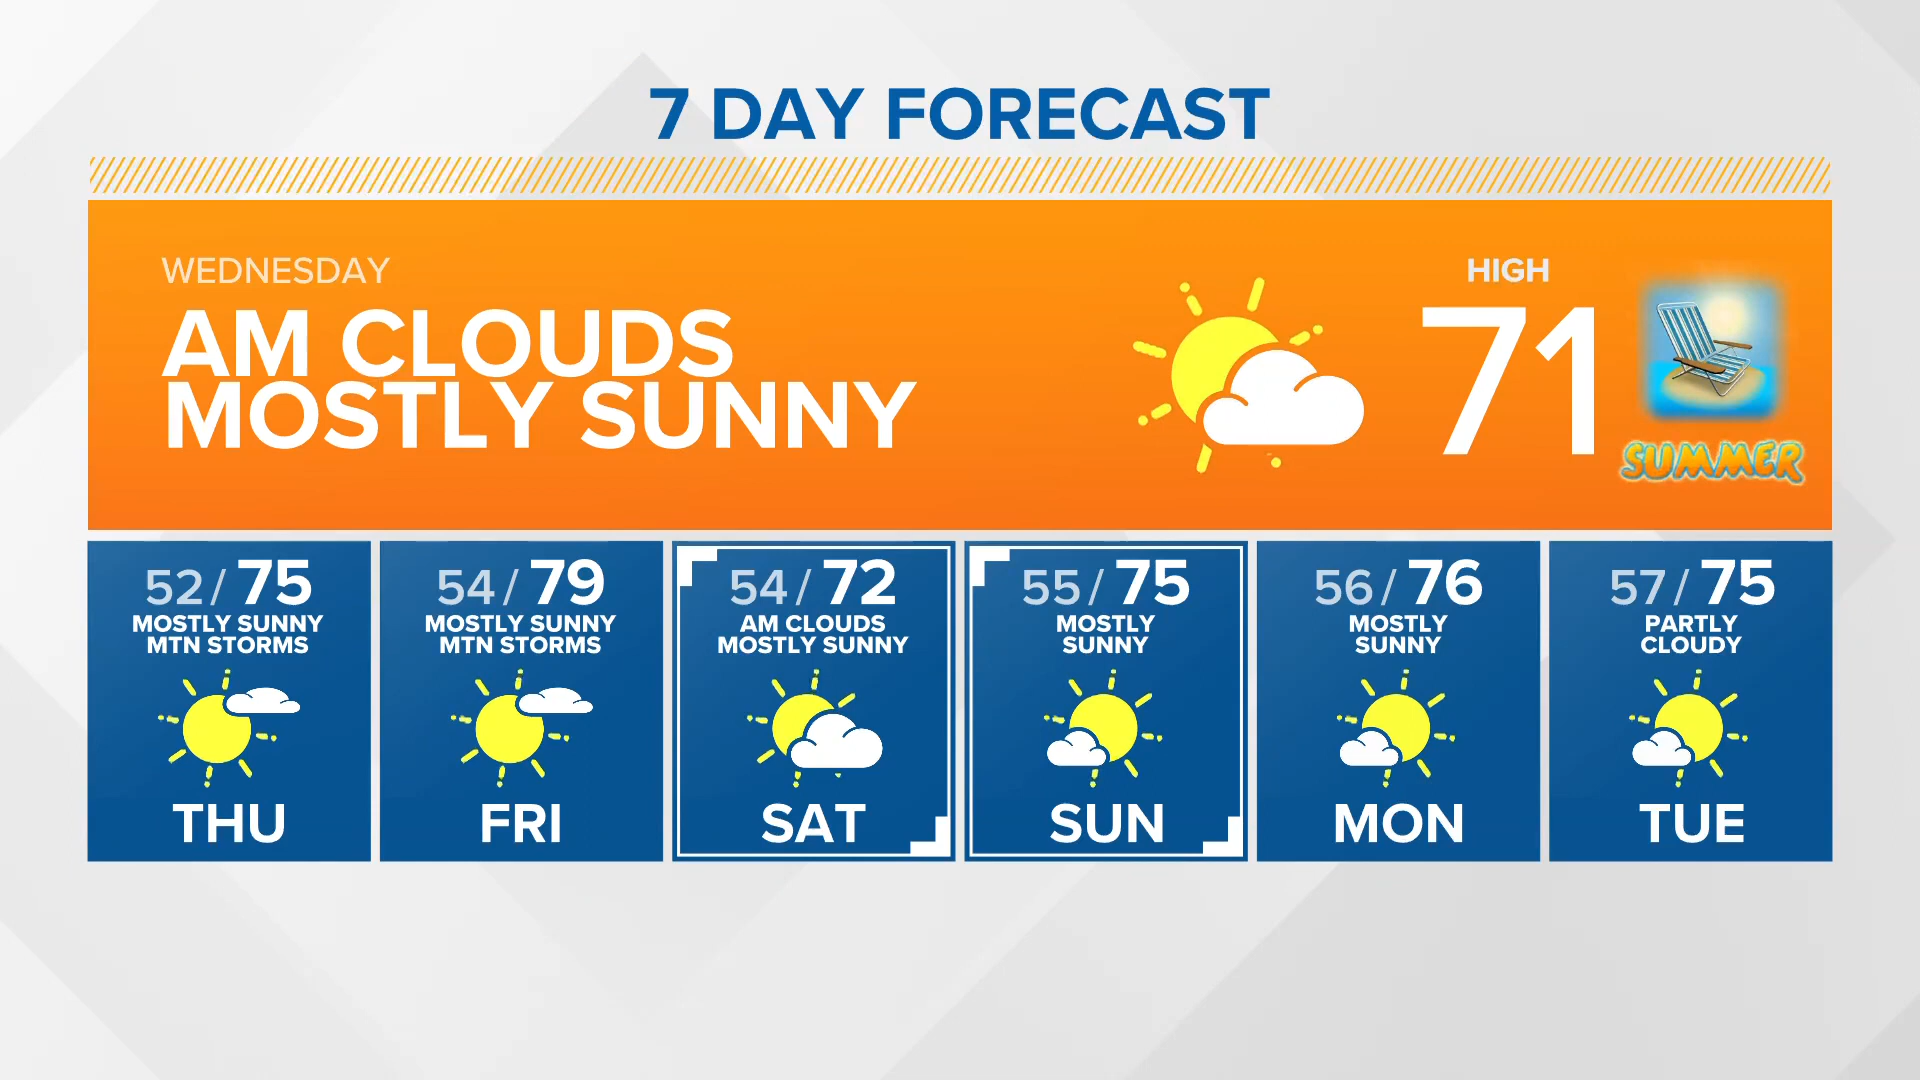 7 DAY FORECAST
WEDNESDAY
AM CLOUDS
MOSTLY SUNNY
HIGH
71
SUMMER
52/75
MOSTLY SUNNY
MTN STORMS
THU
54/79
MOSTLY SUNNY
MTN STORMS
FRI
54/72
AM CLOUDS
MOSTLY SUNNY
SAT
55/75
MOSTLY
SUNNY
SUN
56/76
MOSTLY
SUNNY
MON
57/75
PARTLY
CLOUDY
TUE